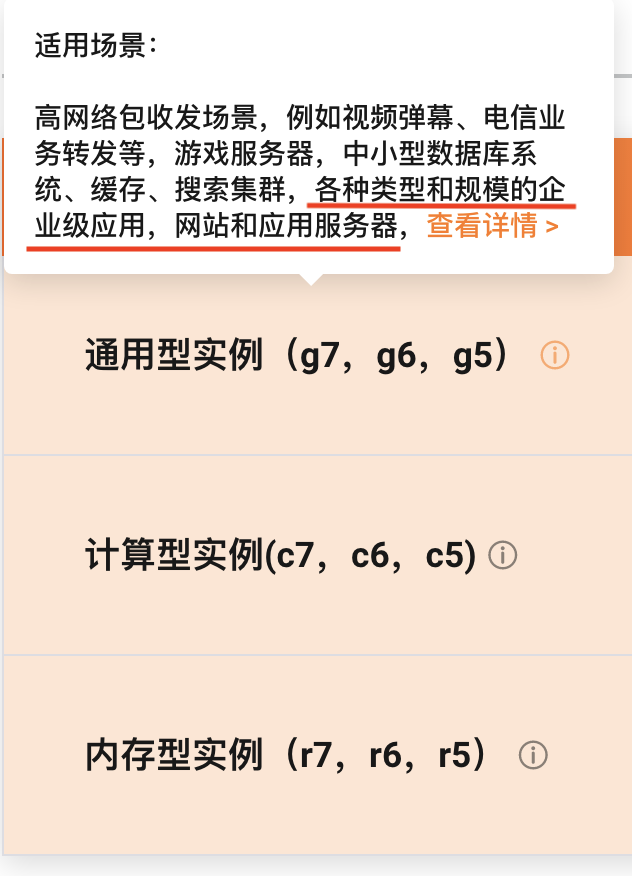 适用场景：
高网络包收发场景，例如视频弹幕、电信业
务转发等，游戏服务器，中小型数据库系
统、缓存、搜索集群，各种类型和规模的企
业级应用，网站和应用服务器，查看详情 >
通用型实例（g7，g6，g5）
计算型实例(c7，c6，c5)
内存型实例（r7，r6，r5）